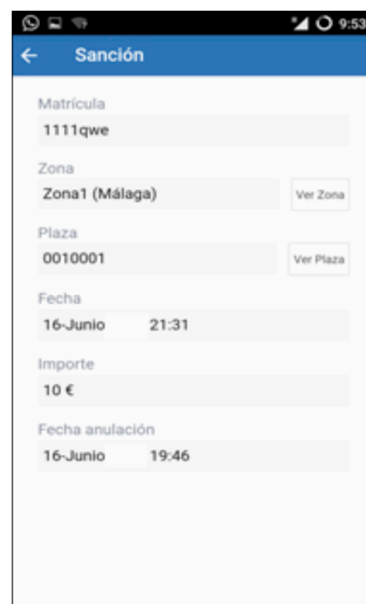 9:53
Sanción
Matrícula
1111qwe
Zona
Zona1 (Málaga)
Ver Zona
Plaza
0010001
Ver Plaza
Fecha
16-Junio 21:31
Importe
10 €
Fecha anulación
16-Junio 19:46